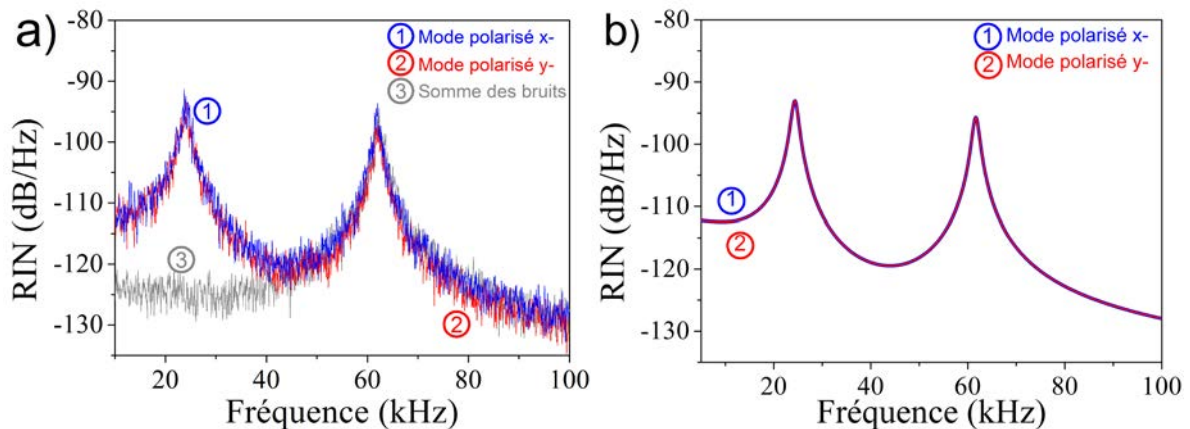 a)
-80
-90
-100
-110
-120
-130
RIN (dB/Hz)
1 Mode polarisé x-
2 Mode polarisé y-
3 Somme des bruits
1
3
2
20 40 60 80 100
Fréquence (kHz)
b)
-80
-90
-100
-110
-120
-130
RIN (dB/Hz)
1 Mode polarisé x-
2 Mode polarisé y-
1
2
20 40 60 80 100
Fréquence (kHz)